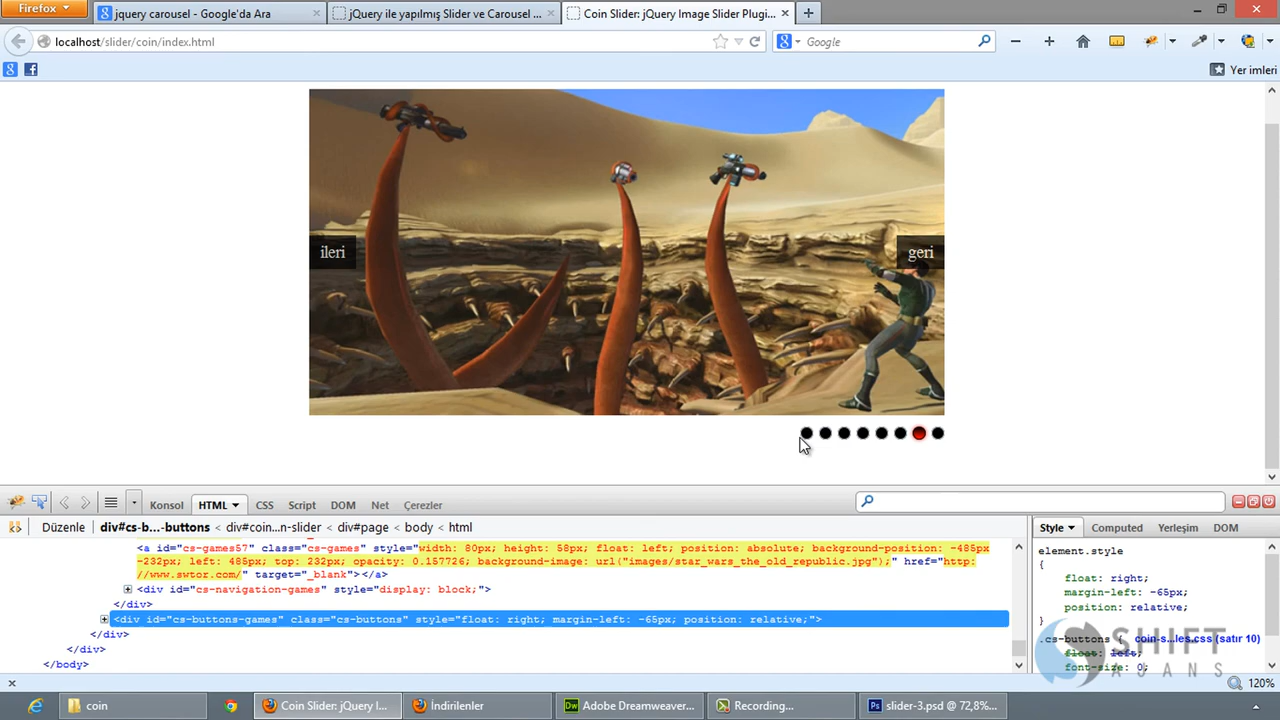 Firefox
jquery carousel - Google'da Ara
jQuery ile yapılmış Slider ve Carousel ...
Coin Slider: jQuery Image Slider Plugi...
localhost/slider/coin/index.html
Google
Yer imleri
ileri
geri
Konsol
HTML
CSS
Script
DOM
Net
Çerezler
Düzenle
div#cs-b...-buttons < div#coin...n-slider < div#page < body < html
Style
Computed
Yerleşim
DOM
<a id="cs-games57" class="cs-games" style="width: 80px; height: 58px; float: left; position: absolute; background-position: -485px
-232px; left: 485px; top: 232px; opacity: 0.157726; background-image: url("images/star_wars_the_old_republic.jpg");" href="http:
//www.swtor.com/" target="_blank"></a>
<div id="cs-navigation-games" style="display: block;">
</div>
<div id="cs-buttons-games" class="cs-buttons" style="float: right; margin-left: -65px; position: relative;">
</div>
</div>
</body>
element.style
{
float: right;
margin-left: -65px;
position: relative;
}
.cs-buttons { coin-s...les.css (satır 10)
float: left;
font-size: 0;
SHIFT
AJANS
120%
coin
Coin Slider: jQuery I...
İndirilenler
Adobe Dreamweaver...
Recording...
slider-3.psd @ 72,8%...